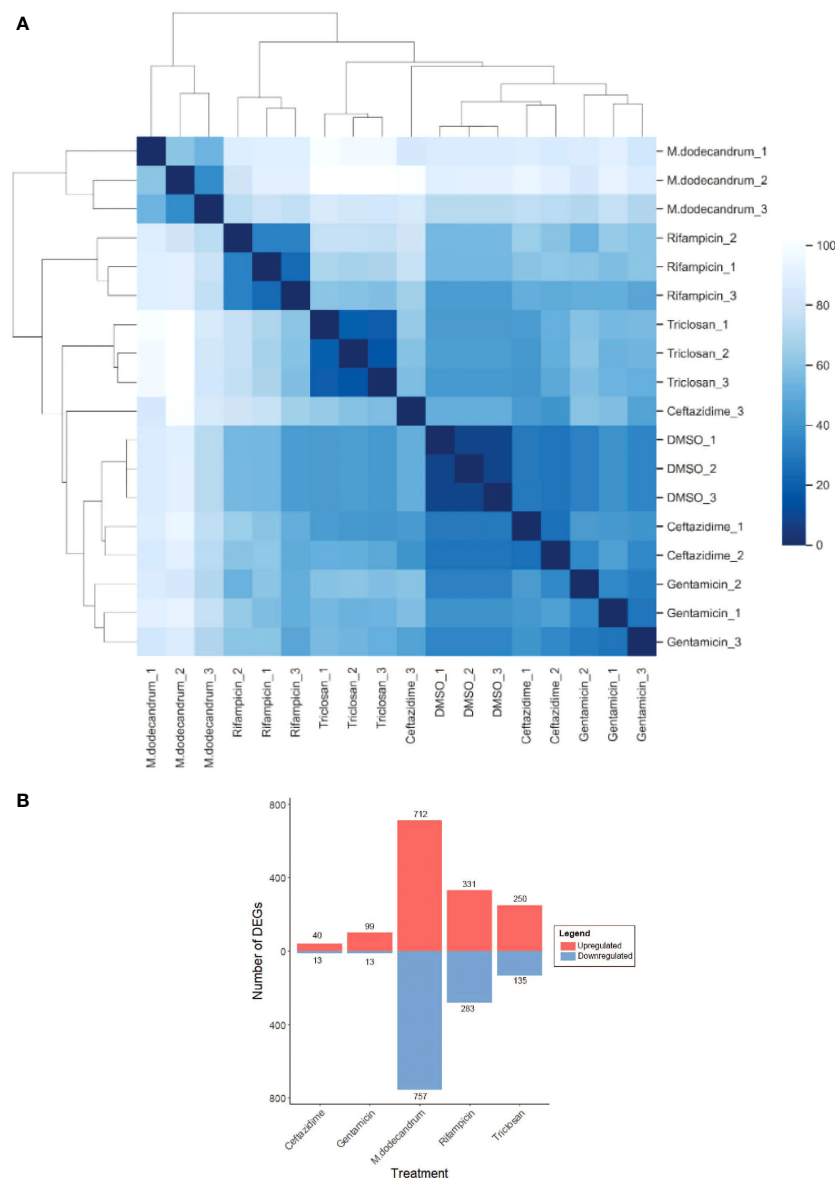 A
M.dodecandrum_1
M.dodecandrum_2
M.dodecandrum_3
Rifampicin_2
Rifampicin_1
Rifampicin_3
Triclosan_1
Triclosan_2
Triclosan_3
Ceftazidime_3
DMSO_1
DMSO_2
DMSO_3
Ceftazidime_1
Ceftazidime_2
Gentamicin_2
Gentamicin_1
Gentamicin_3
100
80
60
40
20
0
M.dodecandrum_1
M.dodecandrum_2
M.dodecandrum_3
Rifampicin_2
Rifampicin_1
Rifampicin_3
Triclosan_1
Triclosan_2
Triclosan_3
Ceftazidime_3
DMSO_1
DMSO_2
DMSO_3
Ceftazidime_1
Ceftazidime_2
Gentamicin_2
Gentamicin_1
Gentamicin_3
B
Number of DEGs
800
400
0
400
800
40
99
712
331
250
13
13
757
283
135
Legend
Upregulated
Downregulated
Ceftazidime
Gentamicin
M.dodecandrum
Rifampicin
Triclosan
Treatment